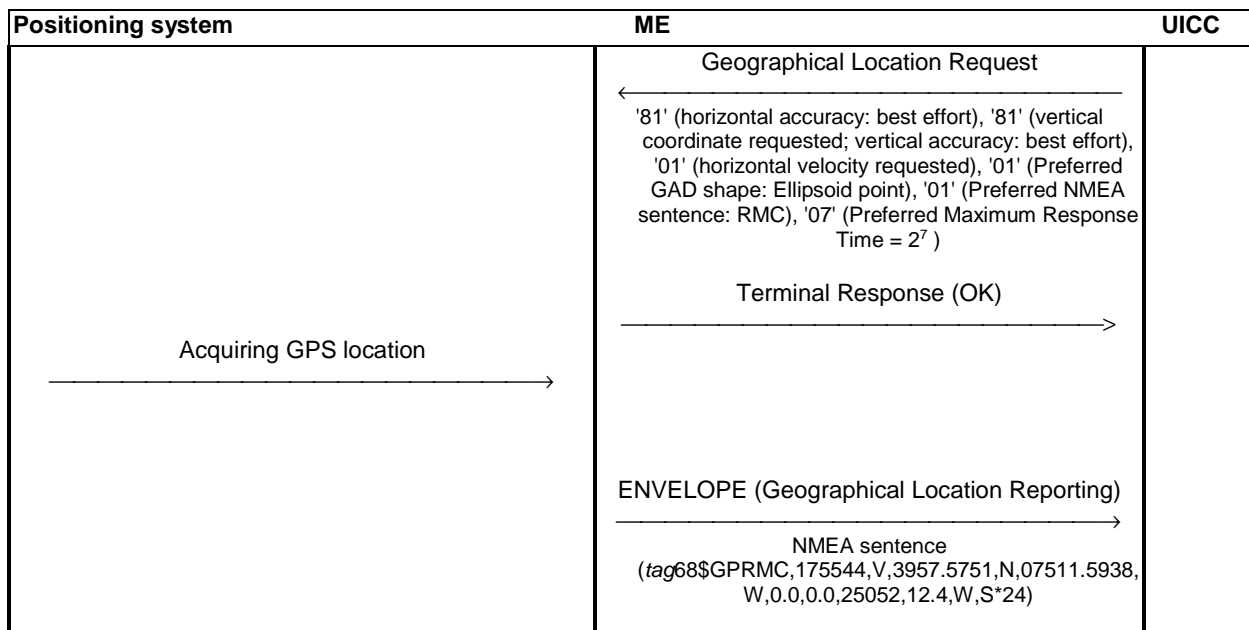 Positioning system ME UICC
Geographical Location Request
'81' (horizontal accuracy: best effort), '81' (vertical
coordinate requested; vertical accuracy: best effort),
'01' (horizontal velocity requested), '01' (Preferred
GAD shape: Ellipsoid point), '01' (Preferred NMEA
sentence: RMC), '07' (Preferred Maximum Response
Time = 2⁷ )
Terminal Response (OK)
Acquiring GPS location
ENVELOPE (Geographical Location Reporting)
NMEA sentence
(tag68$GPRMC,175544,V,3957.5751,N,07511.5938,
W,0.0,0.0,25052,12.4,W,S*24)